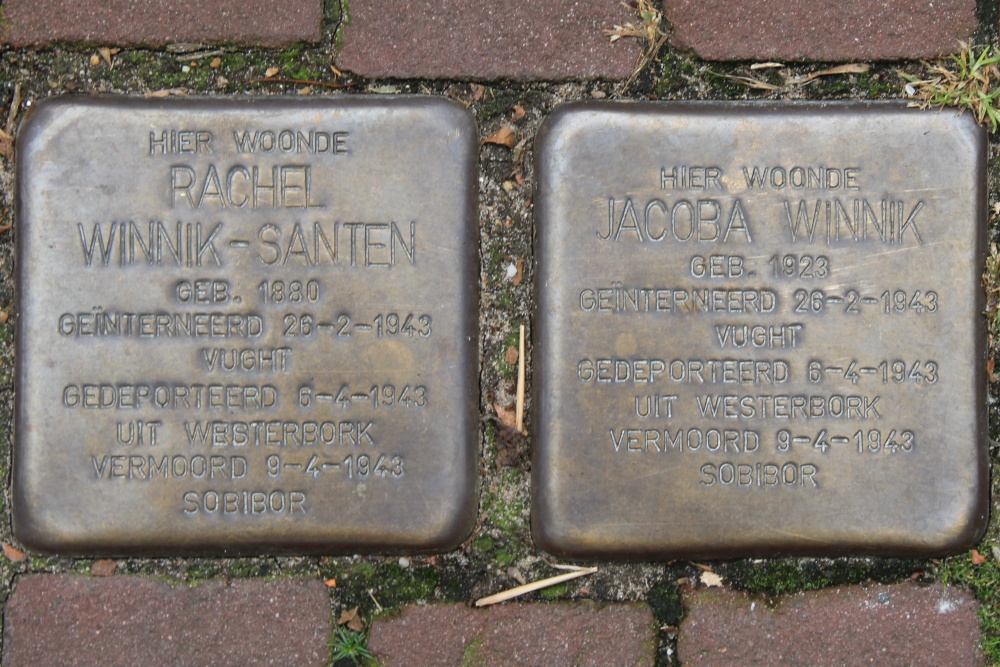 HIER WOONDE
RACHEL
WINNIK-SANTEN
GEB. 1880
GEÏNTERNEERD 26-2-1943
VUGHT
GEDEPORTEERD 6-4-1943
UIT WESTERBORK
VERMOORD 9-4-1943
SOBIBOR
HIER WOONDE
JACOBA WINNIK
GEB. 1923
GEÏNTERNEERD 26-2-1943
VUGHT
GEDEPORTEERD 6-4-1943
UIT WESTERBORK
VERMOORD 9-4-1943
SOBIBOR